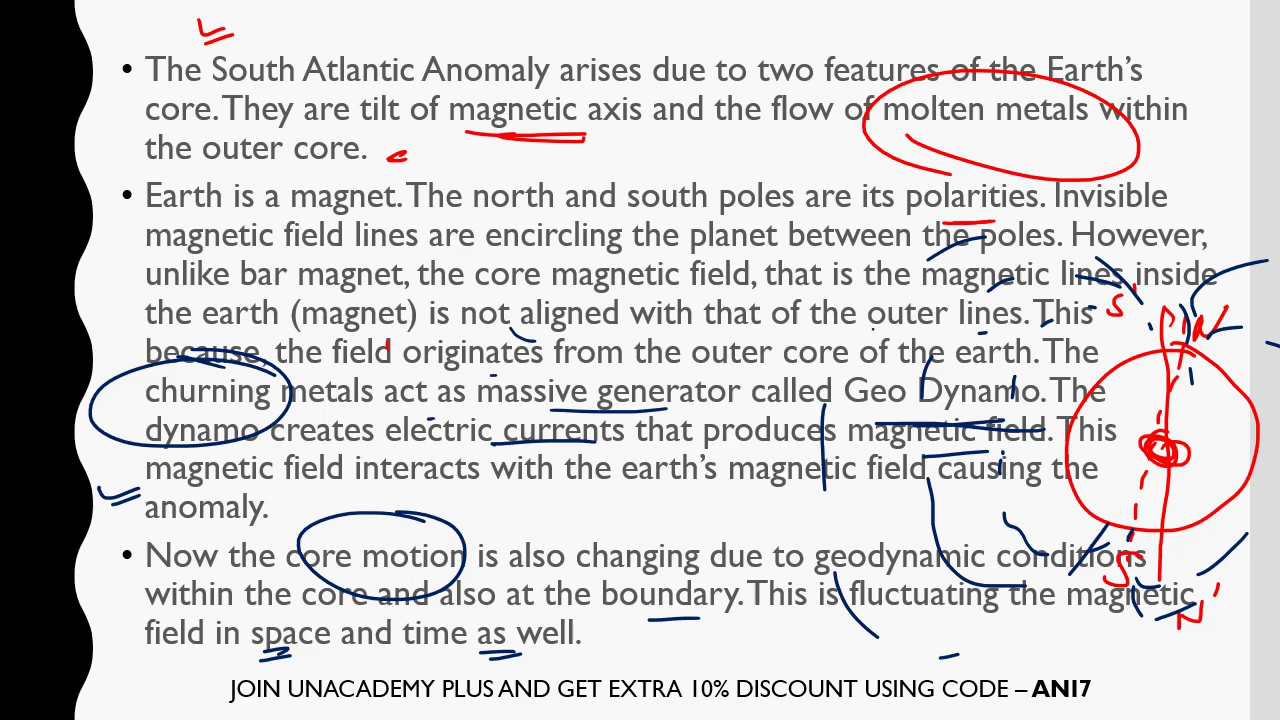 • The South Atlantic Anomaly arises due to two features of the Earth's
core. They are tilt of magnetic axis and the flow of molten metals within
the outer core.
• Earth is a magnet. The north and south poles are its polarities. Invisible
magnetic field lines are encircling the planet between the poles. However,
unlike bar magnet, the core magnetic field, that is the magnetic lines inside
the earth (magnet) is not aligned with that of the outer lines. This
because, the field originates from the outer core of the earth. The
churning metals act as massive generator called Geo Dynamo. The
dynamo creates electric currents that produces magnetic field. This
magnetic field interacts with the earth's magnetic field causing the
anomaly.
• Now the core motion is also changing due to geodynamic conditions
within the core and also at the boundary. This is fluctuating the magnetic
field in space and time as well.
S'
N
S
N'
JOIN UNACADEMY PLUS AND GET EXTRA 10% DISCOUNT USING CODE – ANI7